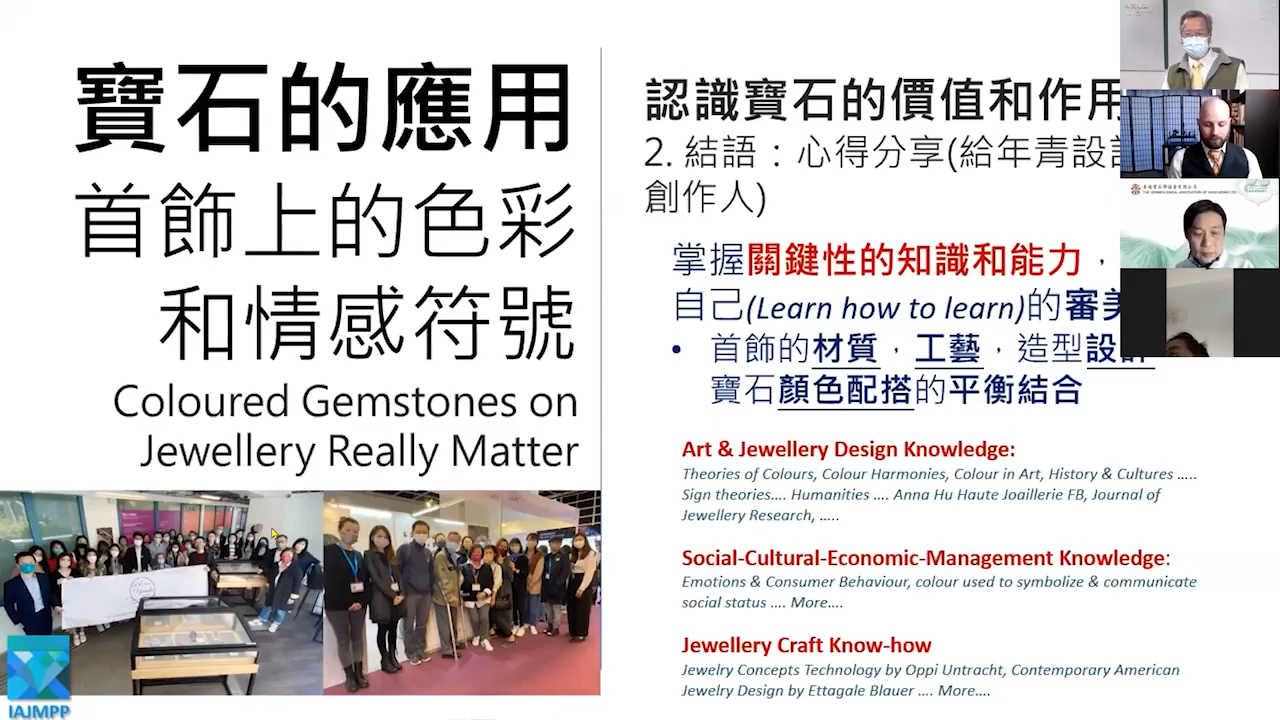 寶石的應用
首飾上的色彩
和情感符號
Coloured Gemstones on
Jewellery Really Matter
IAJMPP
認識寶石的價值和作用
2. 結語：心得分享(給年青設
創作人)
掌握關鍵性的知識和能力，
自己(Learn how to learn)的審美
• 首飾的材質，工藝，造型設計
寶石顏色配搭的平衡結合
Art & Jewellery Design Knowledge:
Theories of Colours, Colour Harmonies, Colour in Art, History & Cultures …..
Sign theories…. Humanities …. Anna Hu Haute Joaillerie FB, Journal of
Jewellery Research, …..
Social-Cultural-Economic-Management Knowledge:
Emotions & Consumer Behaviour, colour used to symbolize & communicate
social status …. More….
Jewellery Craft Know-how
Jewelry Concepts Technology by Oppi Untracht, Contemporary American
Jewelry Design by Ettagale Blauer …. More….